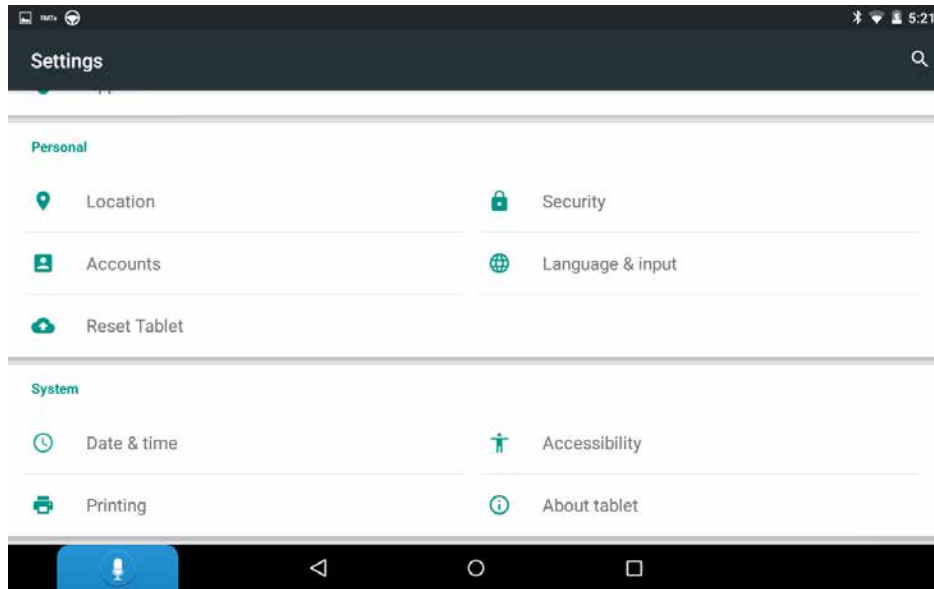 5:21
Settings
Personal
Location
Security
Accounts
Language & input
Reset Tablet
System
Date & time
Accessibility
Printing
About tablet